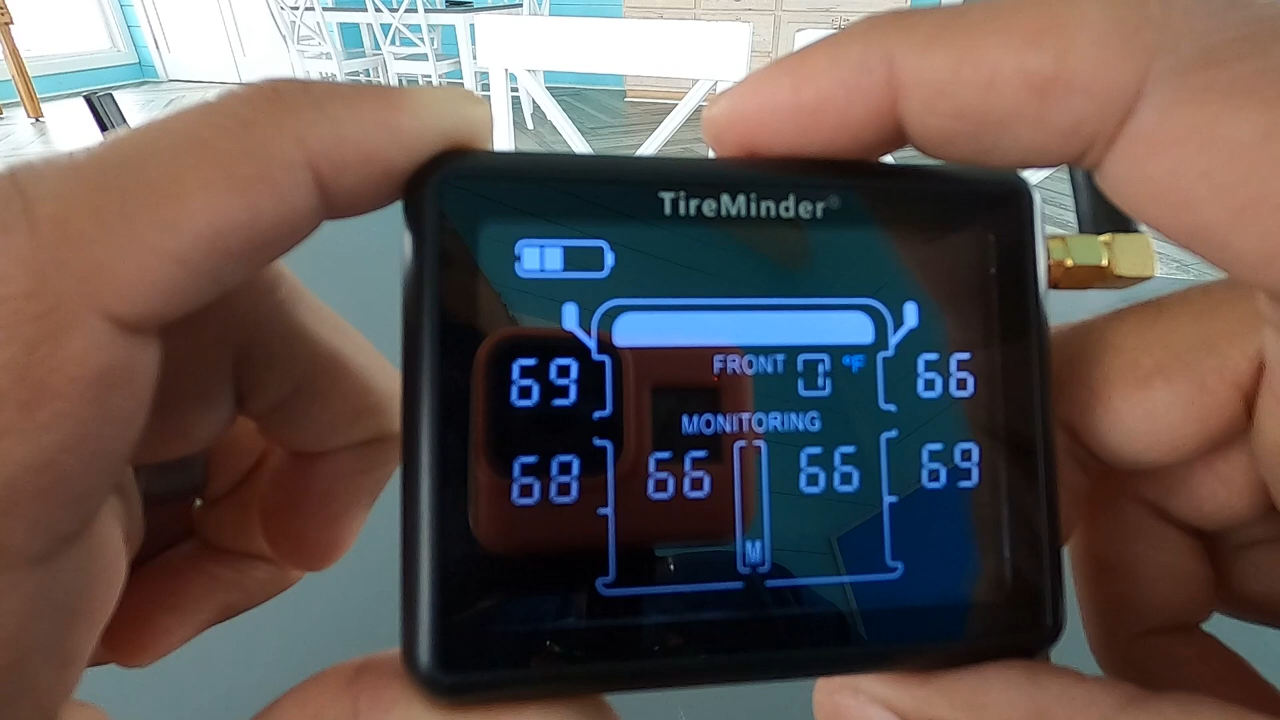 TireMinder®
FRONT °F
69 66
MONITORING
68 66 66 69
M